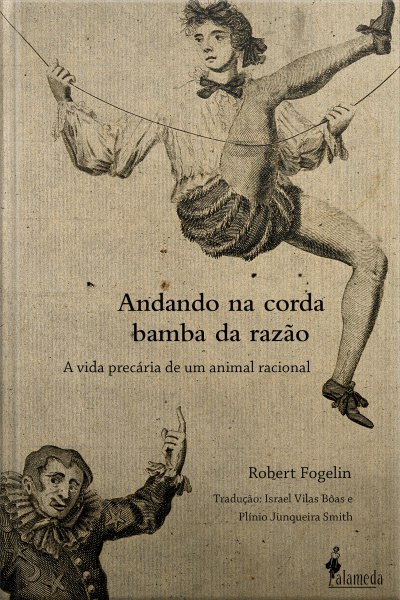 Andando na corda
bamba da razão
A vida precária de um animal racional
Robert Fogelin
Tradução: Israel Vilas Bôas e
Plínio Junqueira Smith
alameda